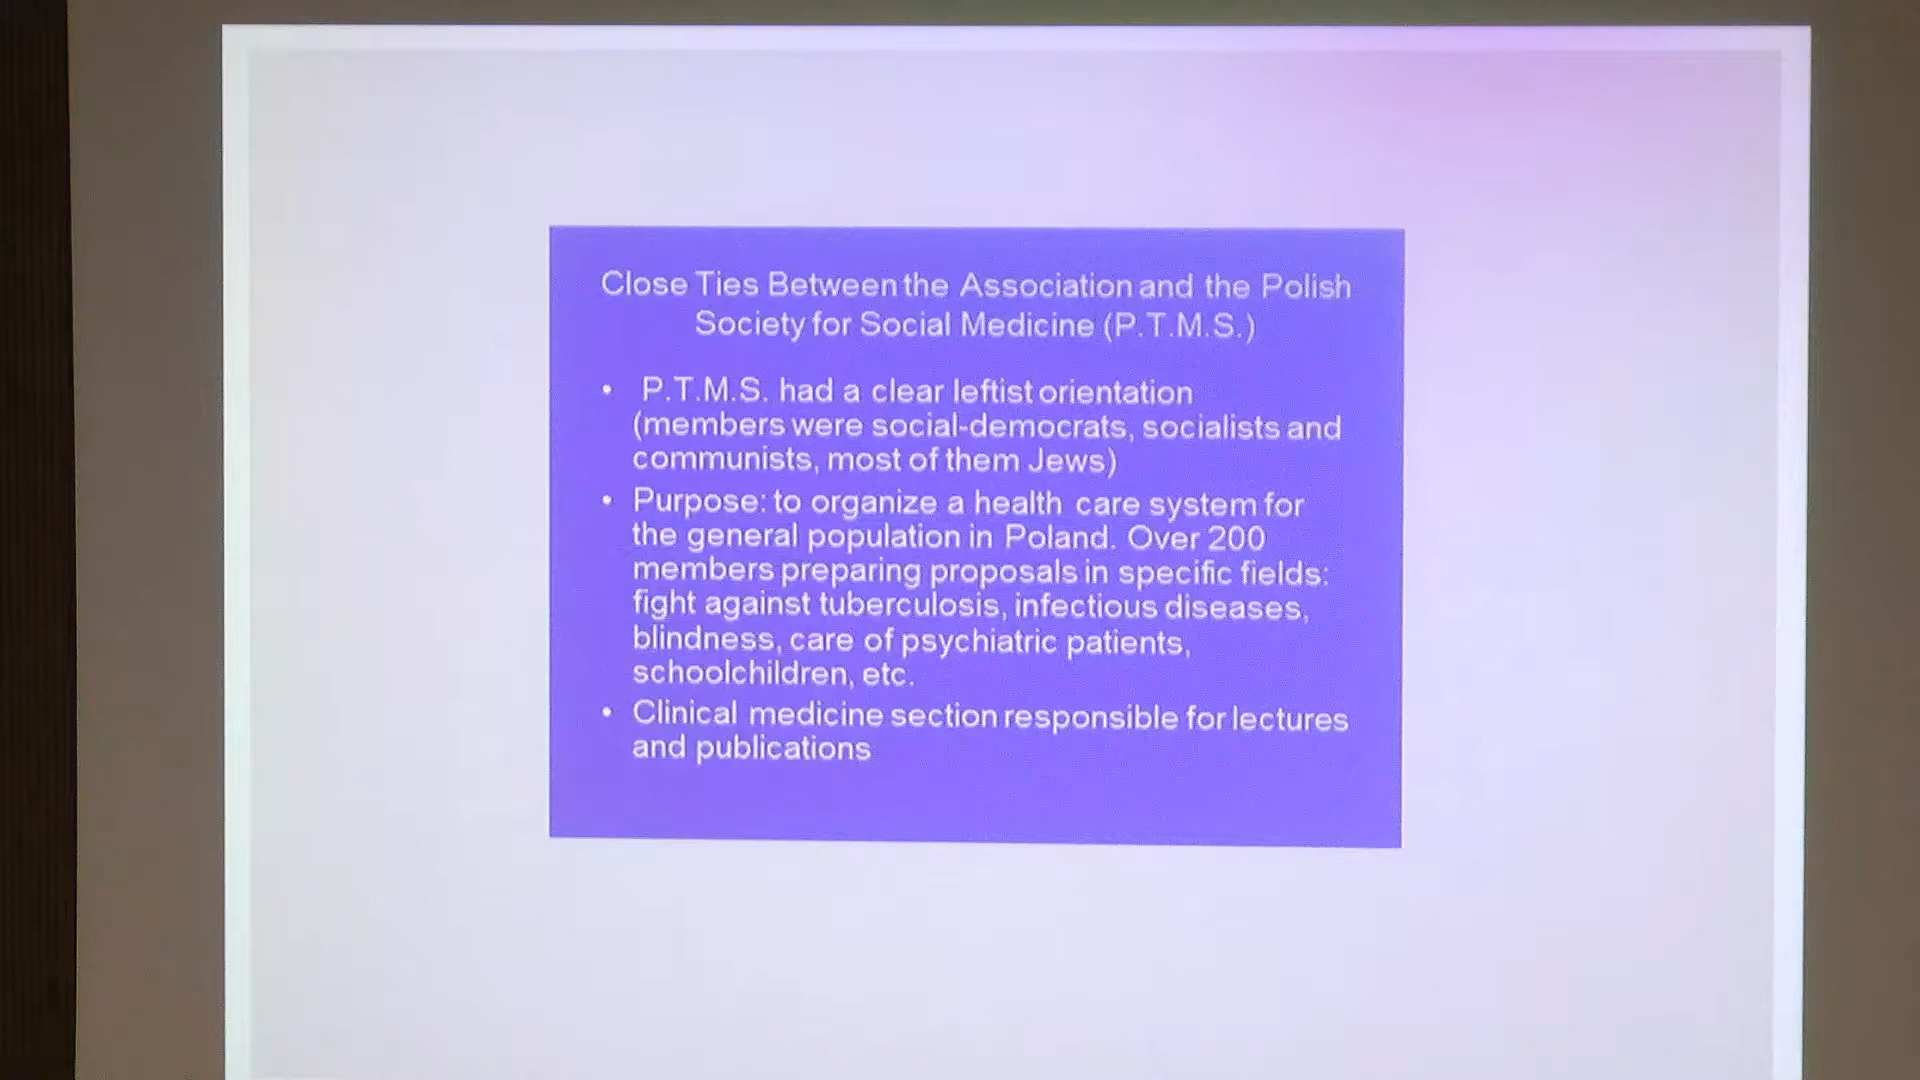 Close Ties Between the Association and the Polish
Society for Social Medicine (P.T.M.S.)
• P.T.M.S. had a clear leftist orientation
(members were social-democrats, socialists and
communists, most of them Jews)
• Purpose: to organize a health care system for
the general population in Poland. Over 200
members preparing proposals in specific fields:
fight against tuberculosis, infectious diseases,
blindness, care of psychiatric patients,
schoolchildren, etc.
• Clinical medicine section responsible for lectures
and publications